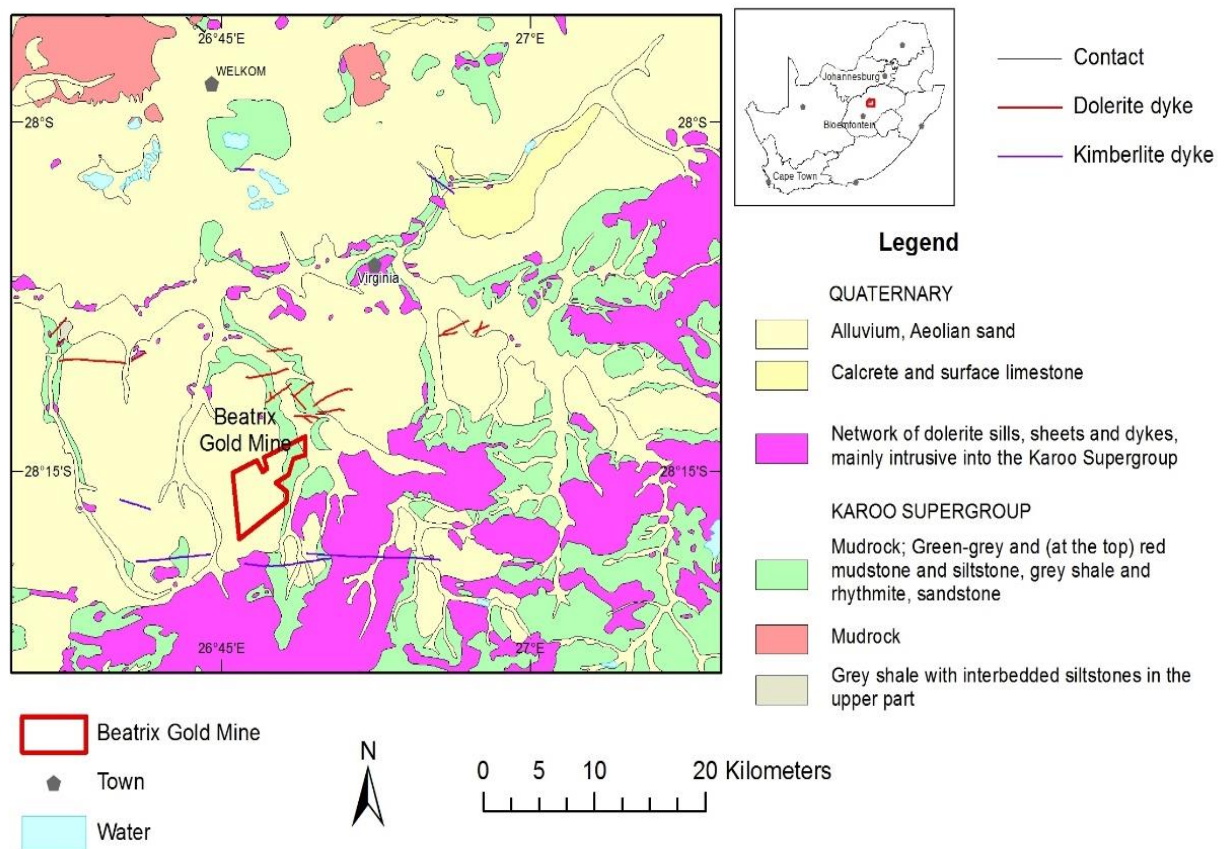 26°45'E
27°E
WELKOM
28°S
28°S
Virginia
Beatrix
Gold Mine
28°15'S
28°15'S
26°45'E
27°E
Johannesburg
Bloemfontein
Cape Town
Contact
Dolerite dyke
Kimberlite dyke
Legend
QUATERNARY
Alluvium, Aeolian sand
Calcrete and surface limestone
Network of dolerite sills, sheets and dykes,
mainly intrusive into the Karoo Supergroup
KAROO SUPERGROUP
Mudrock; Green-grey and (at the top) red
mudstone and siltstone, grey shale and
rhythmite, sandstone
Mudrock
Grey shale with interbedded siltstones in the
upper part
Beatrix Gold Mine
Town
Water
N
0 5 10 20 Kilometers